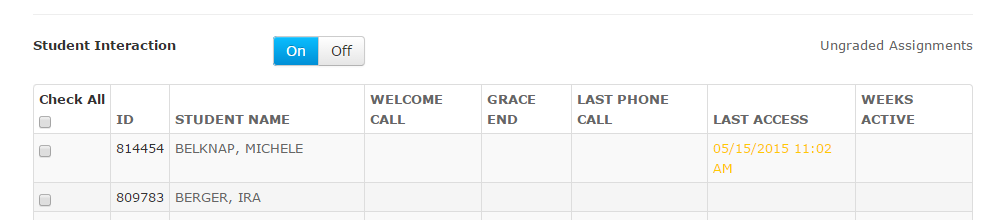 Student Interaction On Off Ungraded Assignments
Check All WELCOME GRACE LAST PHONE WEEKS
ID STUDENT NAME CALL END CALL LAST ACCESS ACTIVE
814454 BELKNAP, MICHELE 05/15/2015 11:02
AM
809783 BERGER, IRA